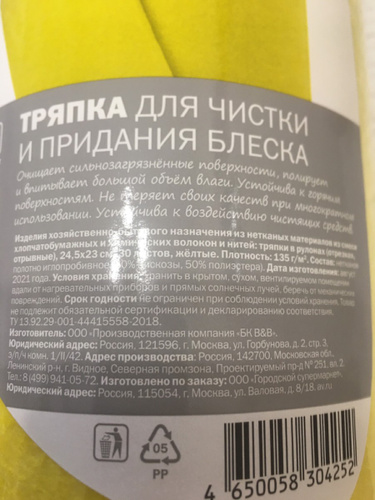 ТРЯПКА ДЛЯ ЧИСТКИ
И ПРИДАНИЯ БЛЕСКА
Очищает сильнозагрязнённые поверхности, полирует
и впитывает большой объём влаги. Устойчива к горячим
поверхностям. Не теряет своих качеств при многократном
использовании. Устойчива к воздействию чистящих средств.
Изделия хозяйственно-бытового назначения из нетканых материалов из смеси
хлопчатобумажных и химических волокон и нитей: тряпки в рулонах (отрезные,
отрывные), 24,5х23 см, 30 листов, жёлтые. Плотность: 135 г/м². Состав: нетканое
полотно иглопробивное: вискозы, 50% полиэстера. Дата изготовления: август
2021 года. Условия хранения: хранить в крытом, сухом, вентилируемом помещении
вдали от нагревательных приборов и прямых солнечных лучей, беречь от механических
повреждений. Срок годности не ограничен при соблюдении условий хранения. Товар
не подлежит обязательной сертификации и декларированию соответствия.
ТУ 13.92.29-001-44415558-2018.
Изготовитель: ООО «Производственная компания «БК В&В».
Юридический адрес: Россия, 121596, г. Москва, ул. Горбунова, д. 2, стр. 3,
э/п/ч комн. 1/II/42. Адрес производства: Россия, 142700, Московская обл.,
Ленинский р-н, г. Видное, Северная промзона, Проектируемый пр-д № 251, вл. 2,
Тел.: 8 (499) 941-05-72. Изготовлено по заказу: ООО «Городской супермаркет».
Юридический адрес: Россия, 115054, г. Москва, ул. Валовая, д. 8/18. av.ru
05
PP
4 650058 304252